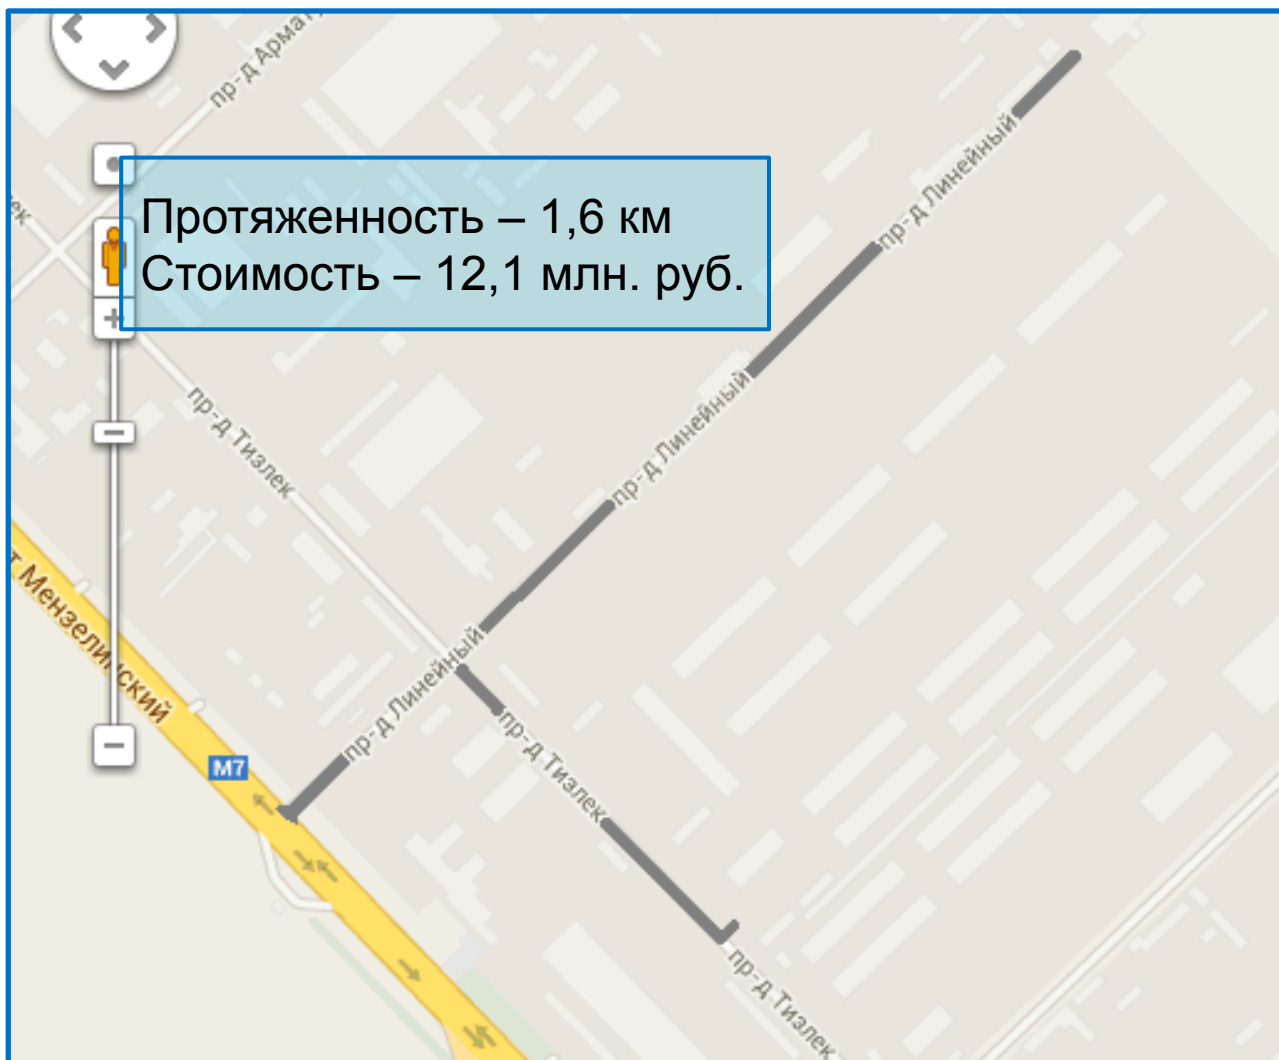 пр-д Армату
Протяженность – 1,6 км
Стоимость – 12,1 млн. руб.
пр-д Линейный
пр-д Линейный
пр-д Линейный
пр-д Линейный
пр-д Тизлек
пр-д Тизлек
пр-д Тизлек
т Мензелинский
M7